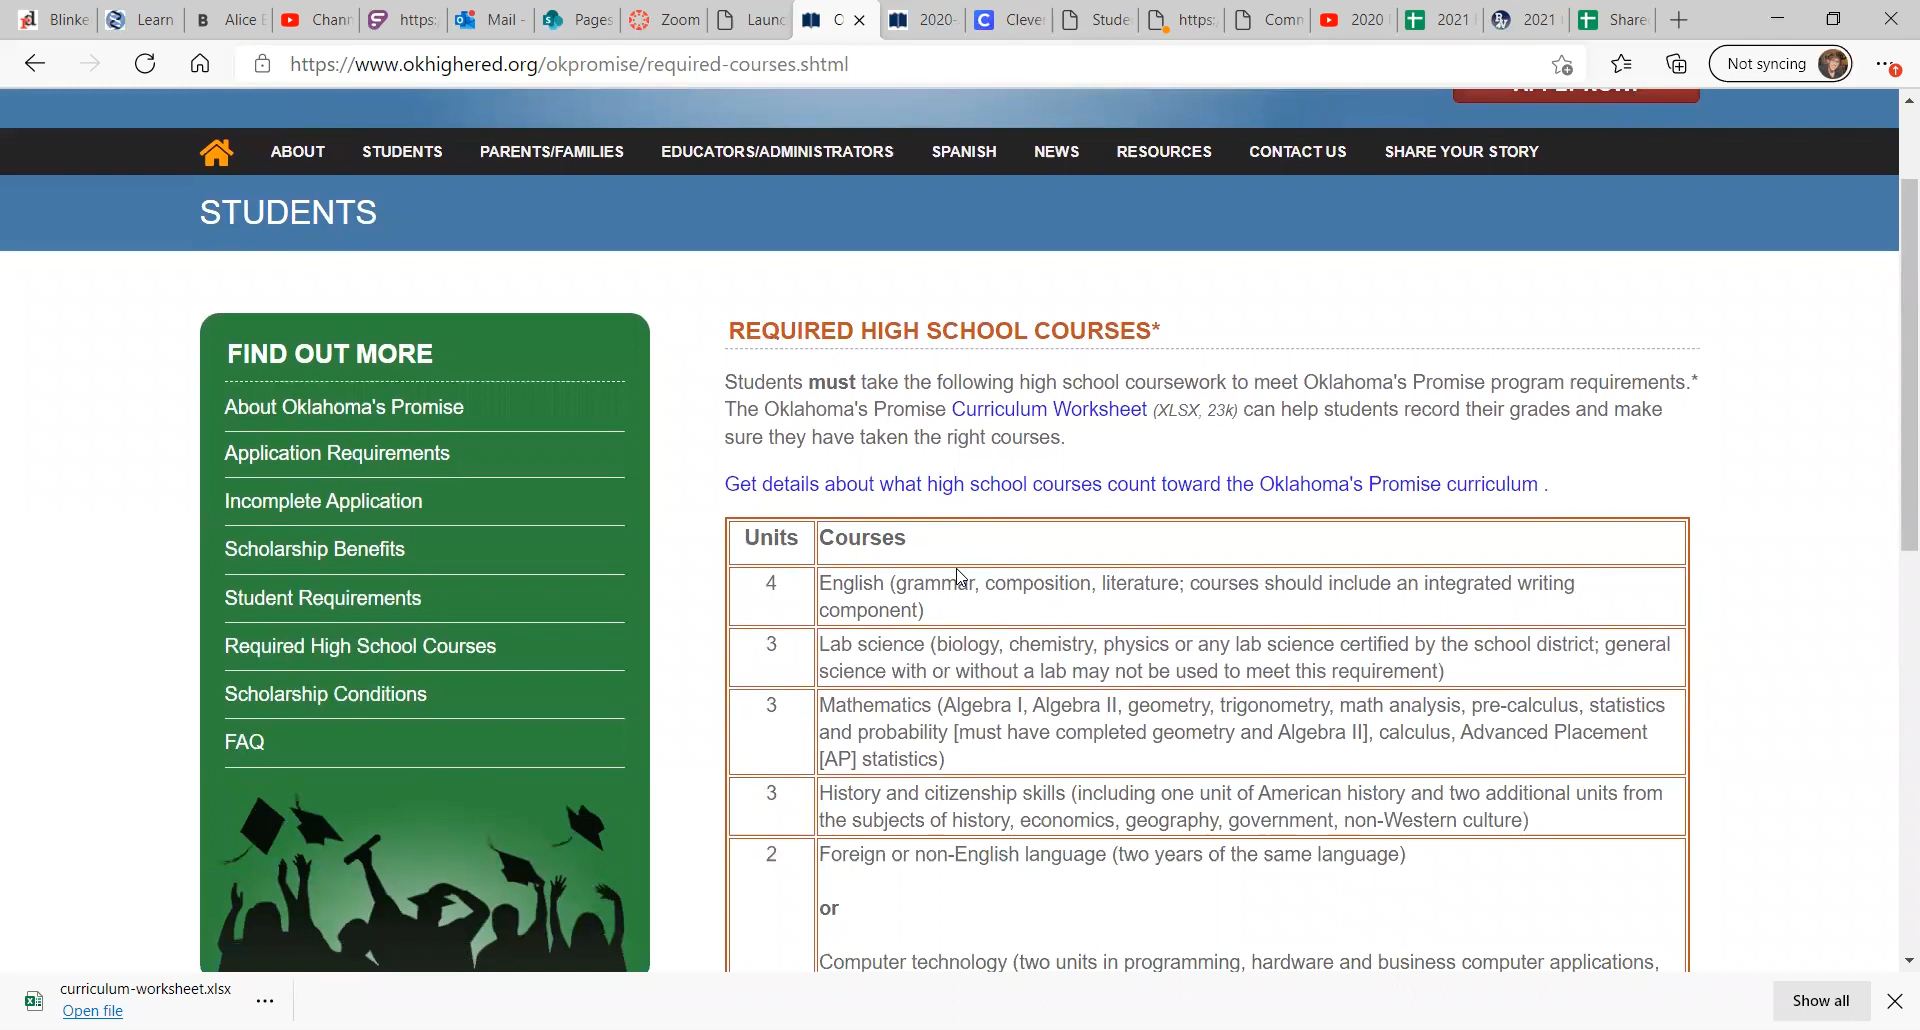 Blinke
Learn
Alice E
Chann
https:
Mail -
Pages
Zoom
Launc
O
2020-
Clever
Stude
https:
Comm
2020
2021
2021
Share
https://www.okhighered.org/okpromise/required-courses.shtml
Not syncing
ABOUT STUDENTS PARENTS/FAMILIES EDUCATORS/ADMINISTRATORS SPANISH NEWS RESOURCES CONTACT US SHARE YOUR STORY
STUDENTS
FIND OUT MORE
About Oklahoma's Promise
Application Requirements
Incomplete Application
Scholarship Benefits
Student Requirements
Required High School Courses
Scholarship Conditions
FAQ
REQUIRED HIGH SCHOOL COURSES*
Students must take the following high school coursework to meet Oklahoma's Promise program requirements.*
The Oklahoma's Promise Curriculum Worksheet (XLSX, 23k) can help students record their grades and make
sure they have taken the right courses.
Get details about what high school courses count toward the Oklahoma's Promise curriculum .
Units Courses
4 English (grammar, composition, literature; courses should include an integrated writing
component)
3 Lab science (biology, chemistry, physics or any lab science certified by the school district; general
science with or without a lab may not be used to meet this requirement)
3 Mathematics (Algebra I, Algebra II, geometry, trigonometry, math analysis, pre-calculus, statistics
and probability [must have completed geometry and Algebra II], calculus, Advanced Placement
[AP] statistics)
3 History and citizenship skills (including one unit of American history and two additional units from
the subjects of history, economics, geography, government, non-Western culture)
2 Foreign or non-English language (two years of the same language)
or
Computer technology (two units in programming, hardware and business computer applications,
curriculum-worksheet.xlsx
Open file
Show all